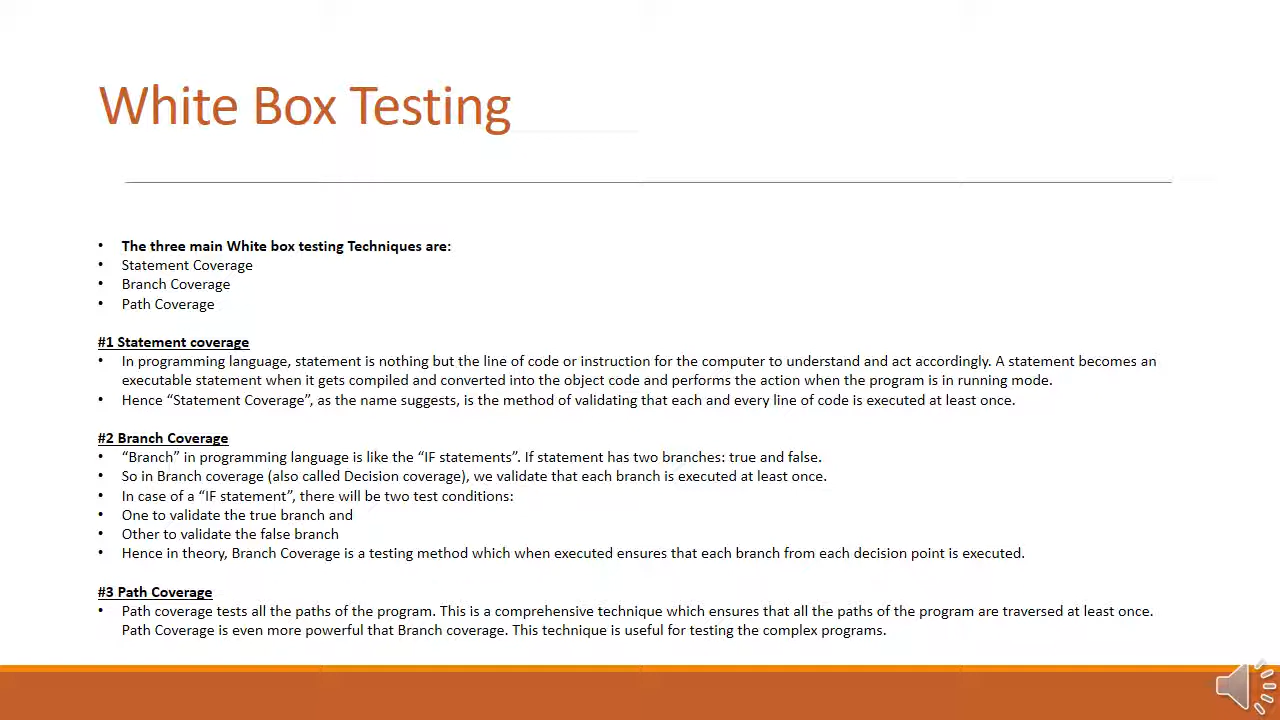 White Box Testing
• The three main White box testing Techniques are:
• Statement Coverage
• Branch Coverage
• Path Coverage
#1 Statement coverage
• In programming language, statement is nothing but the line of code or instruction for the computer to understand and act accordingly. A statement becomes an
executable statement when it gets compiled and converted into the object code and performs the action when the program is in running mode.
• Hence “Statement Coverage”, as the name suggests, is the method of validating that each and every line of code is executed at least once.
#2 Branch Coverage
• “Branch” in programming language is like the “IF statements”. If statement has two branches: true and false.
• So in Branch coverage (also called Decision coverage), we validate that each branch is executed at least once.
• In case of a “IF statement”, there will be two test conditions:
• One to validate the true branch and
• Other to validate the false branch
• Hence in theory, Branch Coverage is a testing method which when executed ensures that each branch from each decision point is executed.
#3 Path Coverage
• Path coverage tests all the paths of the program. This is a comprehensive technique which ensures that all the paths of the program are traversed at least once.
Path Coverage is even more powerful that Branch coverage. This technique is useful for testing the complex programs.